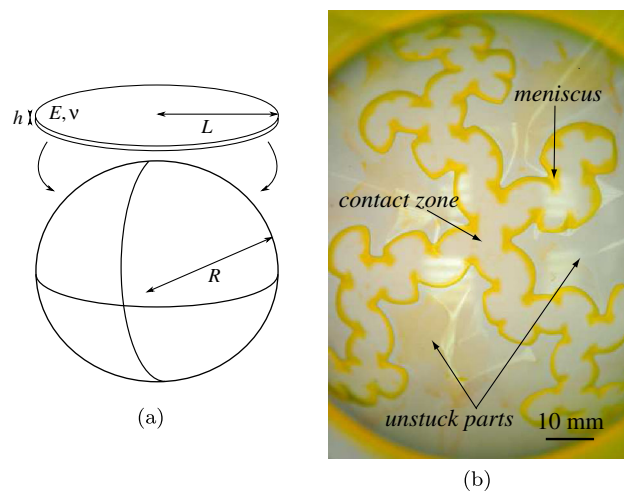 h
E, ν
L
R
(a)
meniscus
contact zone
unstuck parts
10 mm
(b)